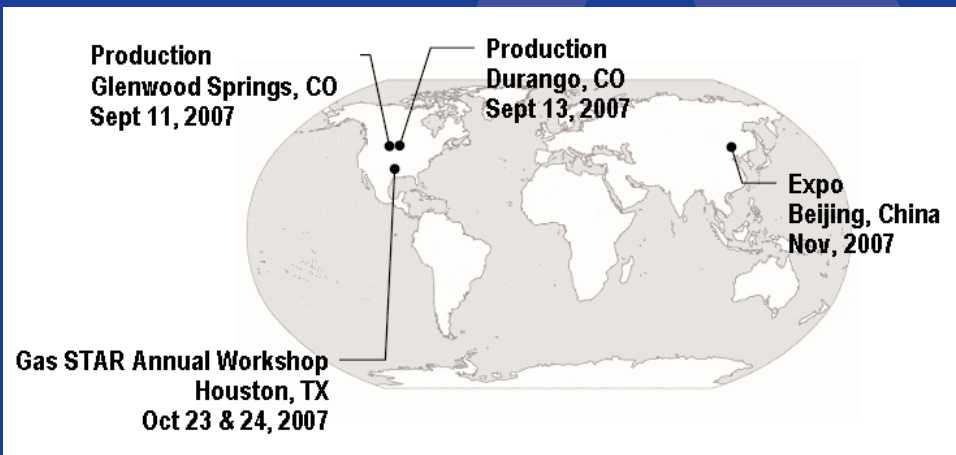 Production
Glenwood Springs, CO
Sept 11, 2007
Production
Durango, CO
Sept 13, 2007
Expo
Beijing, China
Nov, 2007
Gas STAR Annual Workshop
Houston, TX
Oct 23 & 24, 2007